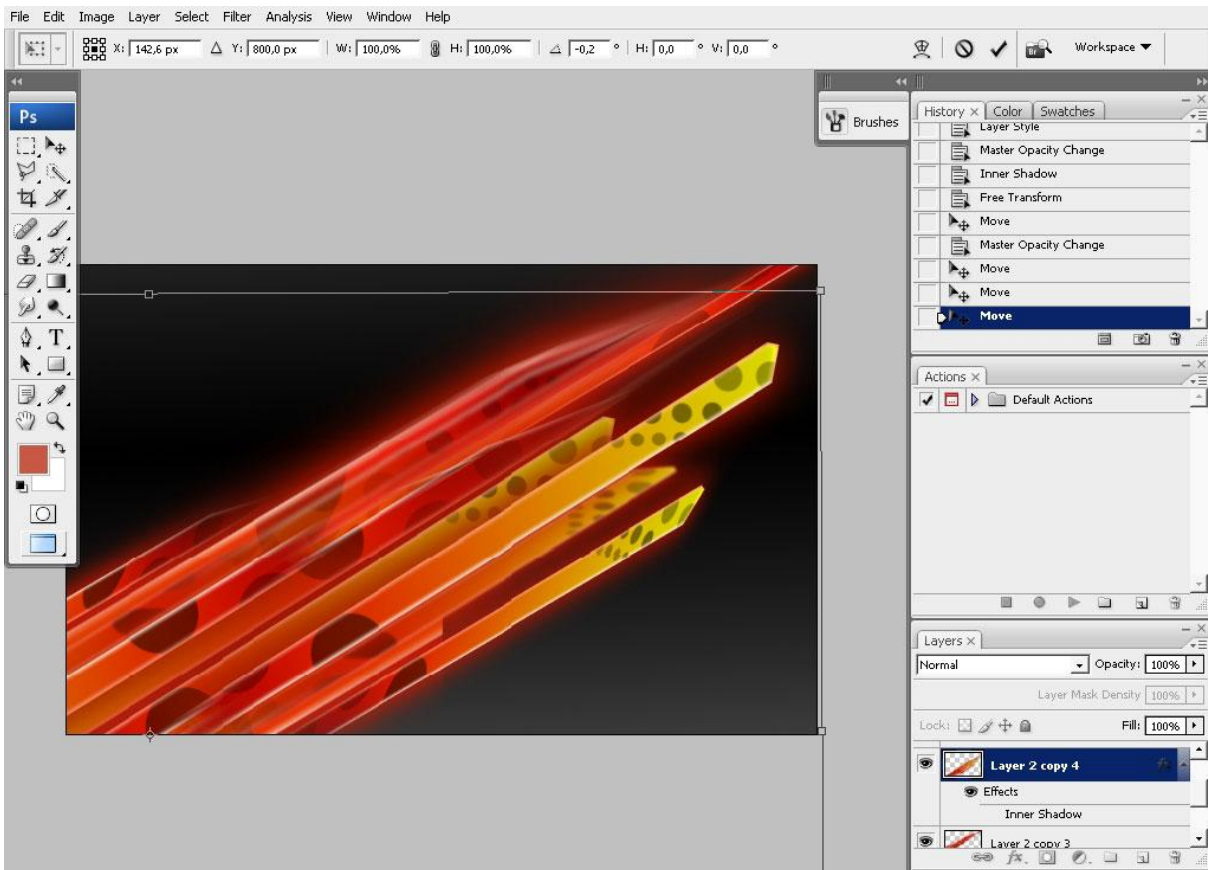 File Edit Image Layer Select Filter Analysis View Window Help
X: 142,6 px Y: 800,0 px W: 100,0% H: 100,0% -0,2 ° H: 0,0 ° V: 0,0 ° Workspace
Ps
T
Brushes
History × Color Swatches
Layer Style
Master Opacity Change
Inner Shadow
Free Transform
Move
Master Opacity Change
Move
Move
Move
Actions ×
Default Actions
Layers ×
Normal Opacity: 100%
Layer Mask Density 100%
Lock: Fill: 100%
Layer 2 copy 4
Effects
Inner Shadow
Layer 2 copy 3